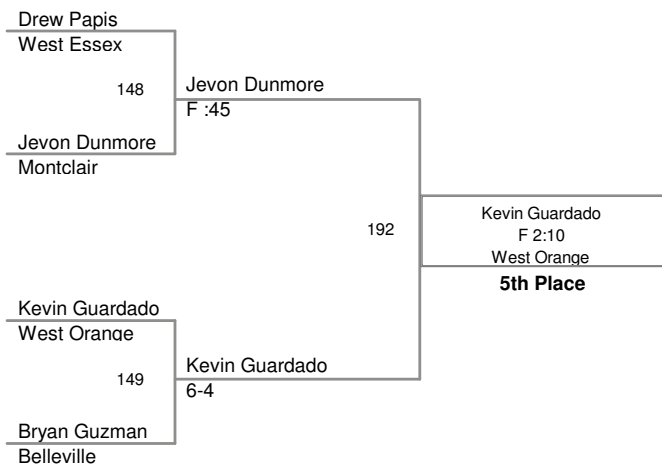 Drew Papis
West Essex
148
Jevon Dunmore
F :45
Jevon Dunmore
Montclair
192
Kevin Guardado
F 2:10
West Orange
5th Place
Kevin Guardado
West Orange
149
Kevin Guardado
6-4
Bryan Guzman
Belleville